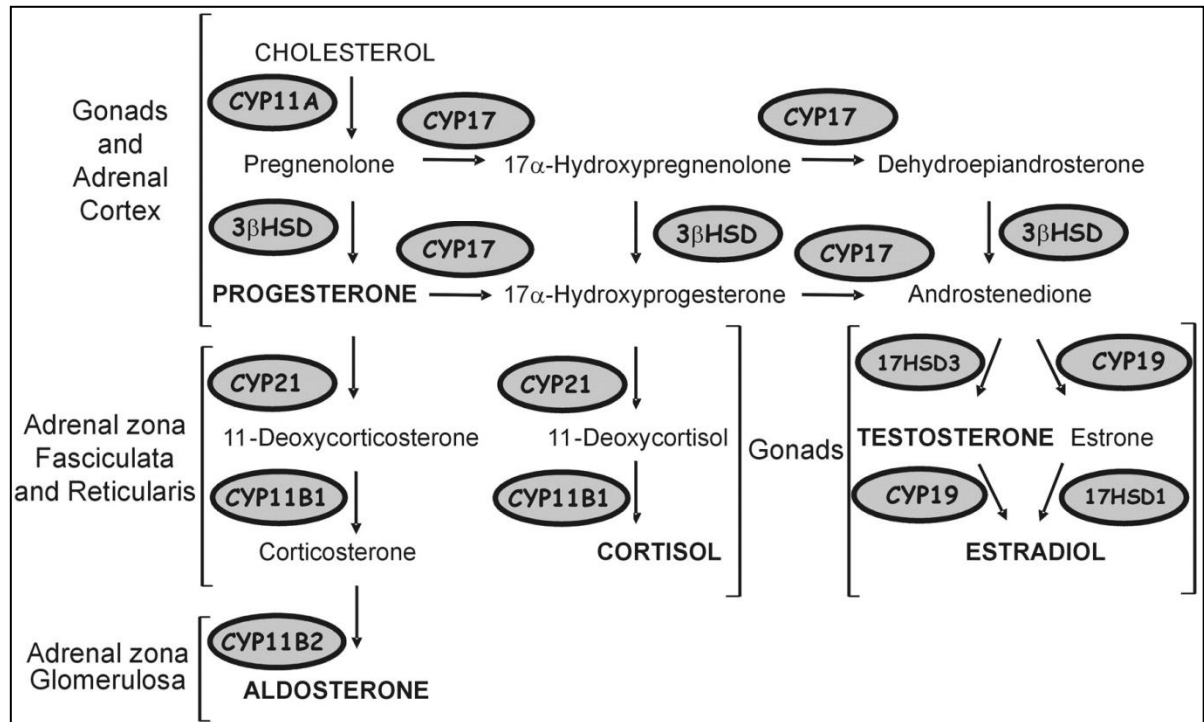 CHOLESTEROL
CYP11A
CYP17
CYP17
Gonads
and
Adrenal
Cortex
Pregnenolone
17α-Hydroxypregnenolone
Dehydroepiandrosterone
3βHSD
CYP17
3βHSD
CYP17
3βHSD
PROGESTERONE
17α-Hydroxyprogesterone
Androstenedione
CYP21
CYP21
17HSD3
CYP19
Adrenal zona
Fasciculata
and Reticularis
11-Deoxycorticosterone
11-Deoxycortisol
Gonads
TESTOSTERONE
Estrone
CYP11B1
CYP11B1
CYP19
17HSD1
Corticosterone
CORTISOL
ESTRADIOL
Adrenal zona
Glomerulosa
CYP11B2
ALDOSTERONE